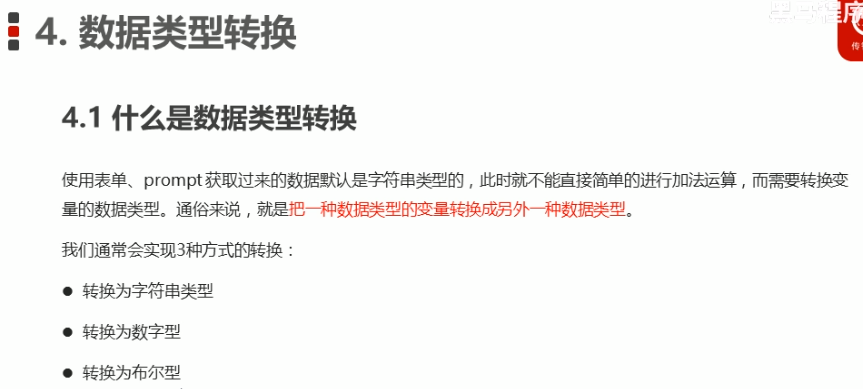 4. 数据类型转换
4.1 什么是数据类型转换
使用表单、prompt 获取过来的数据默认是字符串类型的，此时就不能直接简单的进行加法运算，而需要转换变
量的数据类型。通俗来说，就是把一种数据类型的变量转换成另外一种数据类型。
我们通常会实现3种方式的转换：
● 转换为字符串类型
● 转换为数字型
● 转换为布尔型